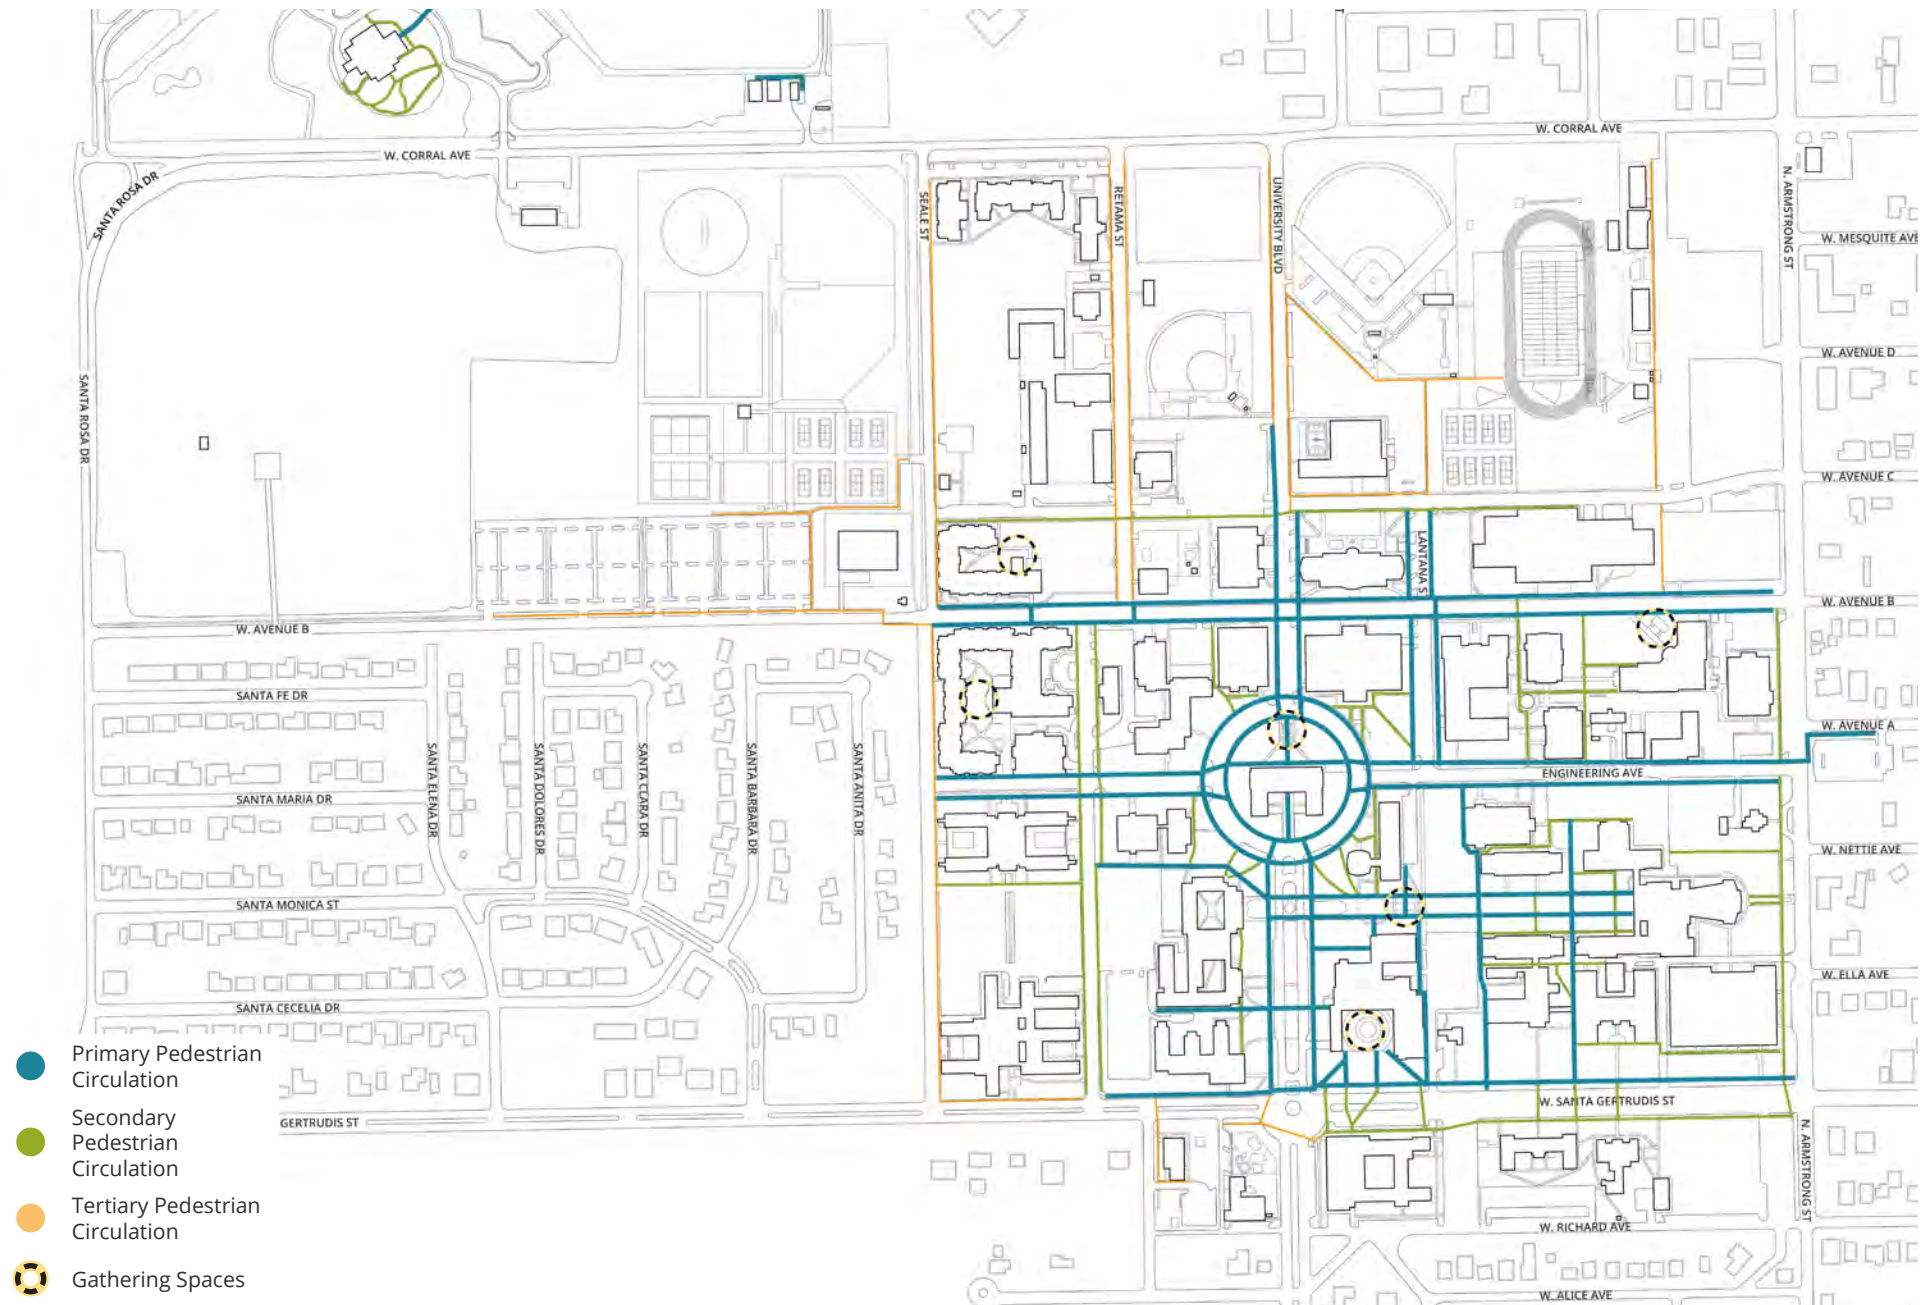 W. CORRAL AVE
W. CORRAL AVE
SANTA ROSA DR
SEALE ST
RETAMA ST
UNIVERSITY BLVD
N. ARMSTRONG ST
W. MESQUITE AVE
W. AVENUE D
SANTA ROSA DR
W. AVENUE C
LANTANA S
W. AVENUE B
W. AVENUE B
SANTA FE DR
W. AVENUE A
ENGINEERING AVE
SANTA ELENA DR
SANTA DOLORES DR
SANTA CLARA DR
SANTA BARBARA DR
SANTA ANITA DR
SANTA MARIA DR
W. NETTIE AVE
SANTA MONICA ST
W. ELLA AVE
SANTA CECELIA DR
Primary Pedestrian
Circulation
Secondary
Pedestrian
Circulation
Tertiary Pedestrian
Circulation
Gathering Spaces
GERTRUDIS ST
W. SANTA GERTRUDIS ST
N. ARMSTRONG ST
W. RICHARD AVE
W. ALICE AVE